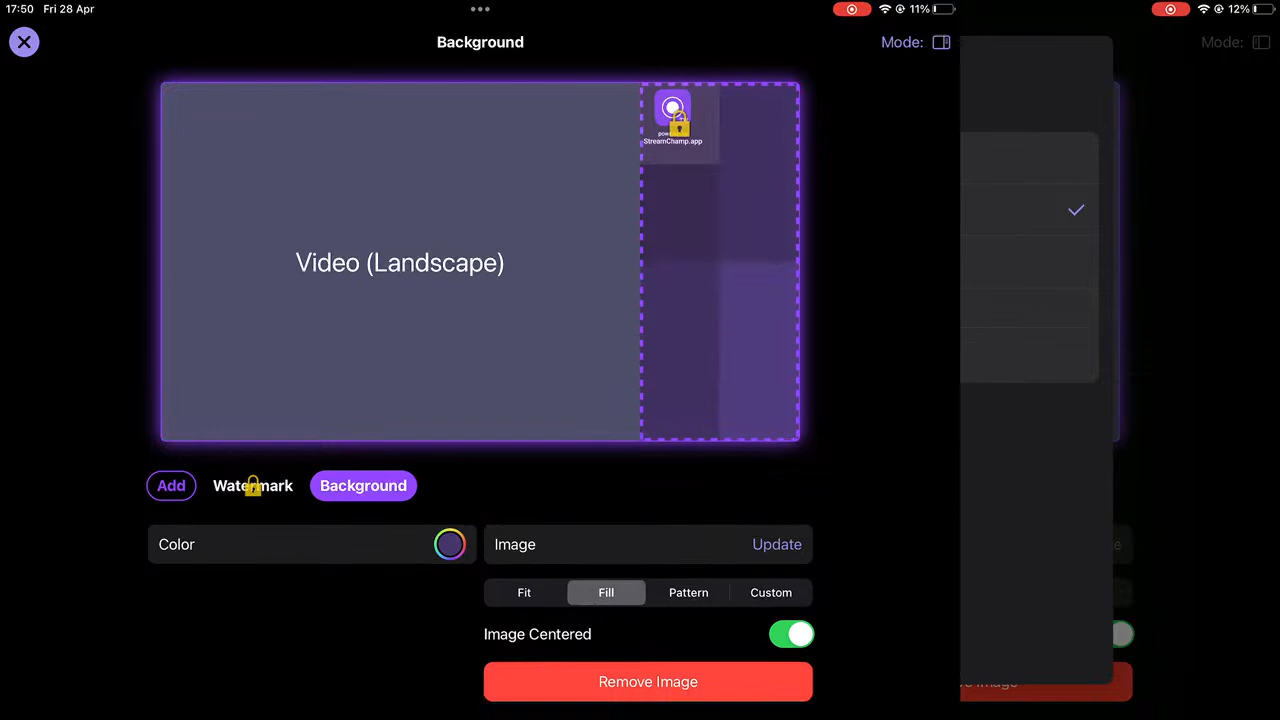 17:50 Fri 28 Apr
11%
12%
Background
Mode:
Mode:
StreamChamp.app
Video (Landscape)
Add
Watermark
Background
Color
Image
Update
Fit
Fill
Pattern
Custom
Image Centered
Remove Image